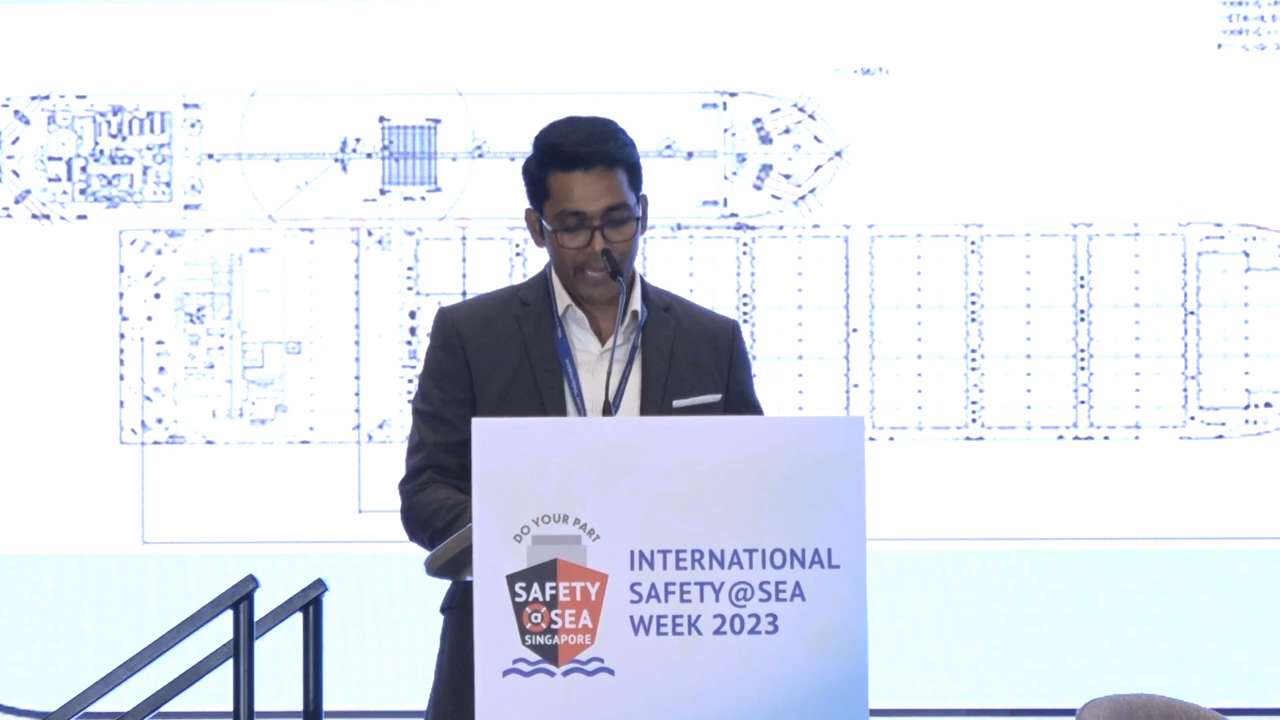 DO YOUR PART
SAFETY
@SEA
SINGAPORE
INTERNATIONAL
SAFETY@SEA
WEEK 2023